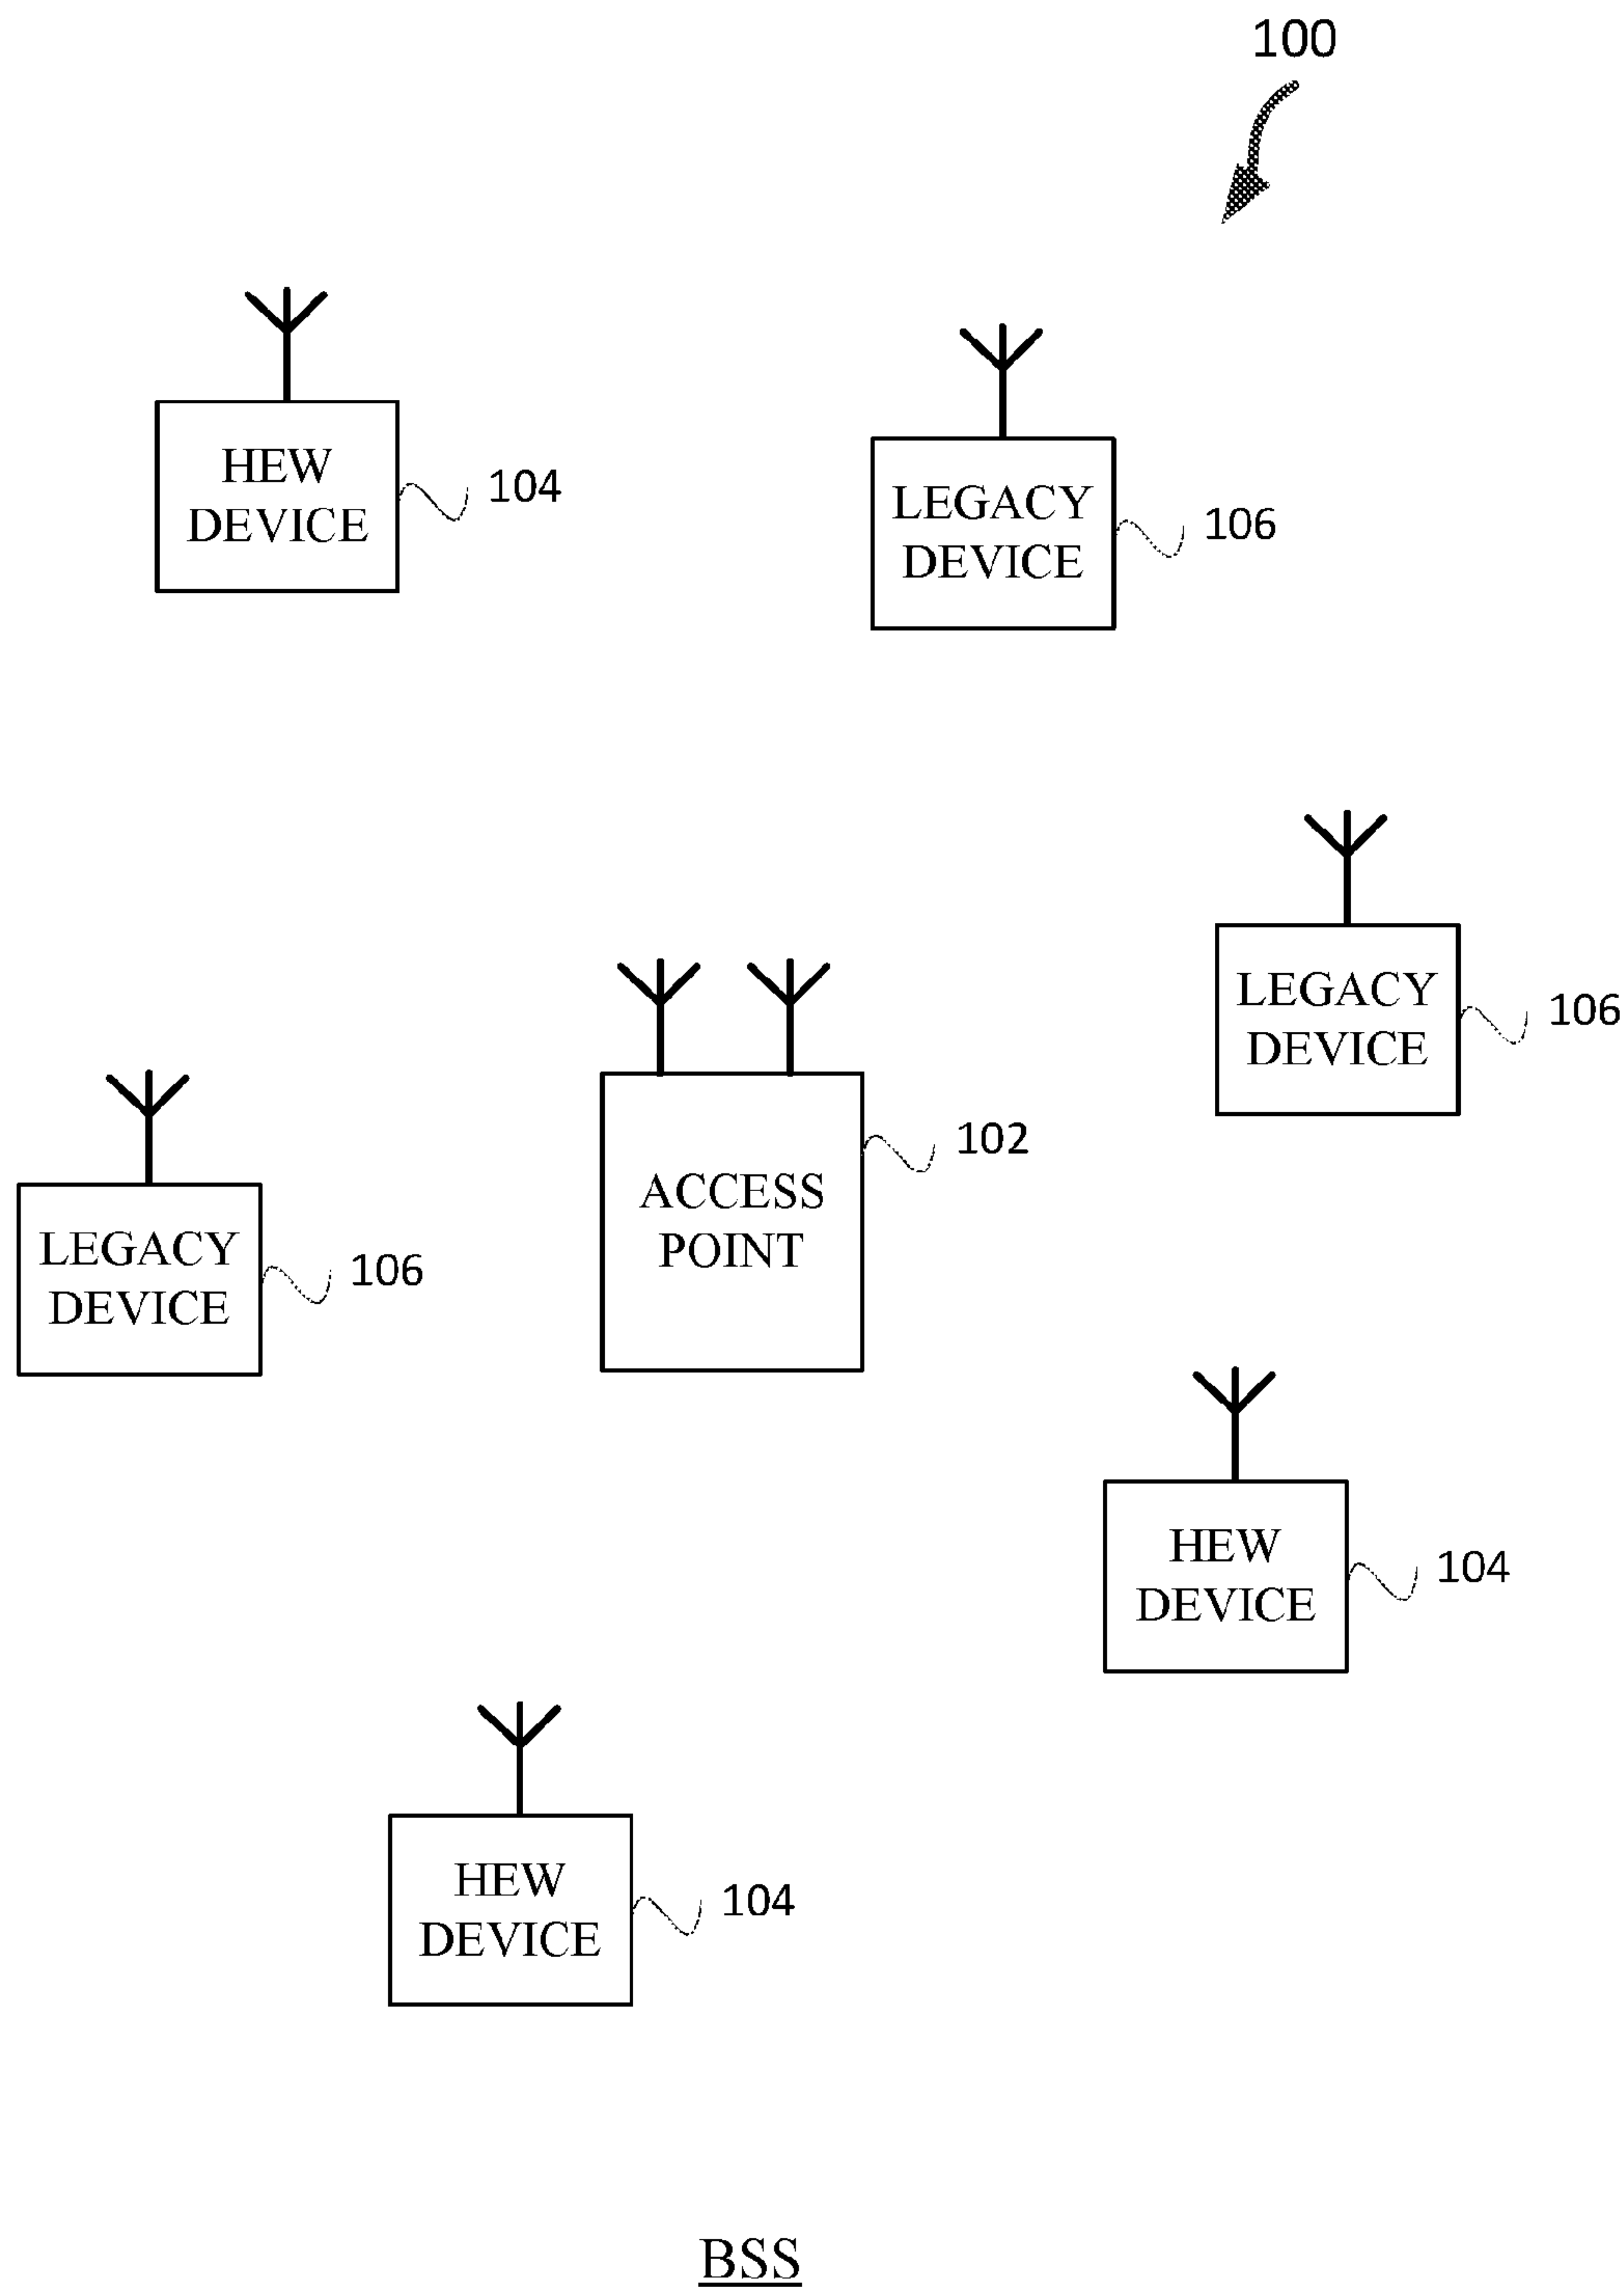 100
HEW
DEVICE
104
LEGACY
DEVICE
106
LEGACY
DEVICE
106
ACCESS
POINT
102
LEGACY
DEVICE
106
HEW
DEVICE
104
HEW
DEVICE
104
BSS